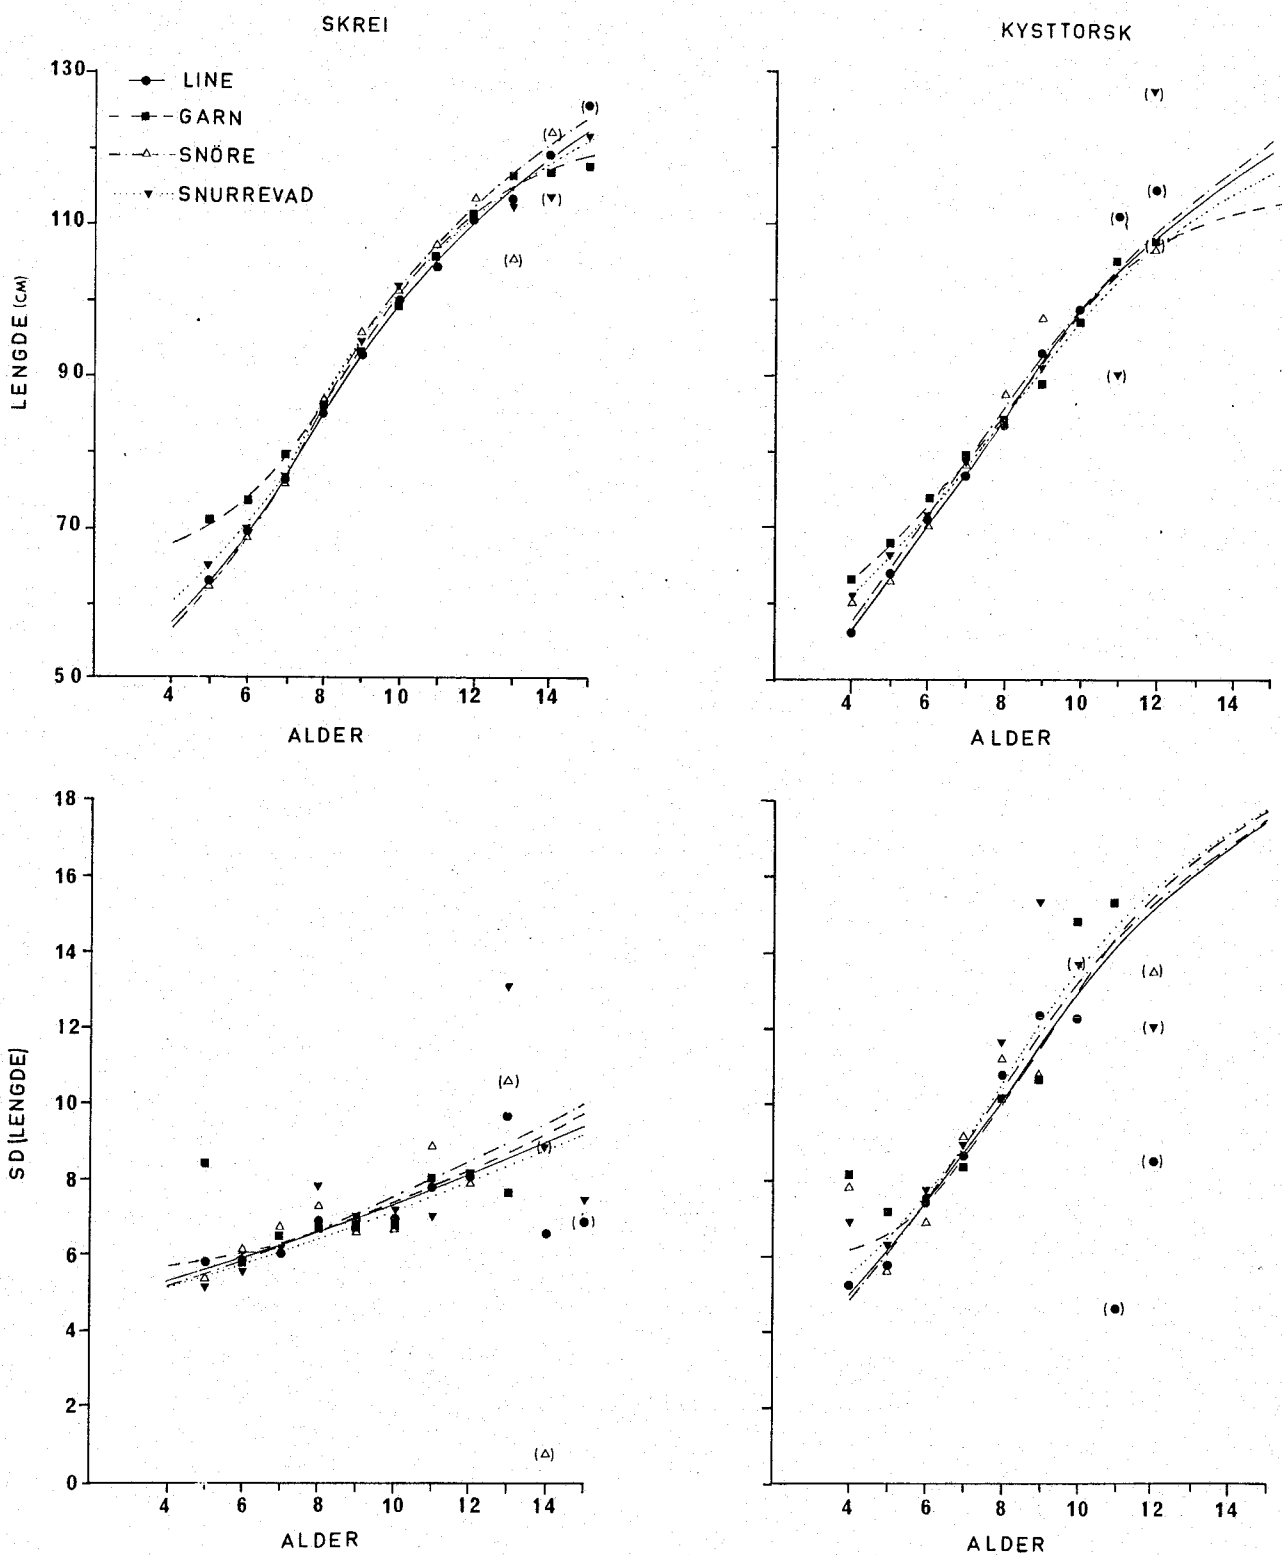 SKREI
KYSTTORSK
130
110
90
70
50
LENGDE (CM)
LINE
GARN
SNÖRE
SNURREVAD
4 6 8 10 12 14
ALDER
4 6 8 10 12 14
ALDER
18
16
14
12
10
8
6
4
2
0
SD(LENGDE)
4 6 8 10 12 14
ALDER
4 6 8 10 12 14
ALDER